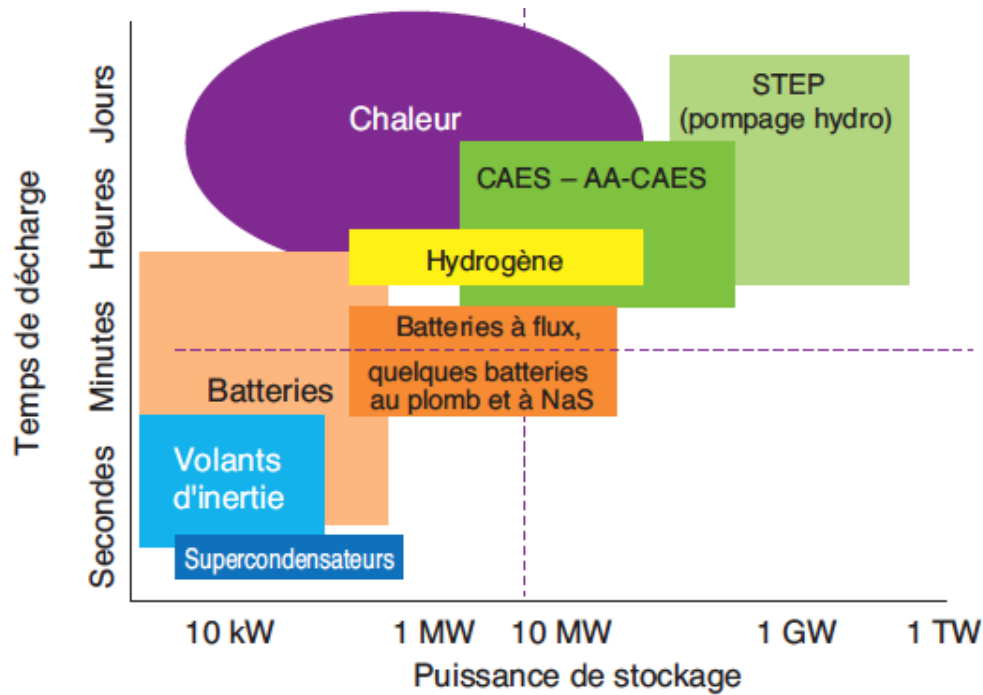 Temps de décharge
Jours
Heures
Minutes
Secondes
Chaleur
STEP
(pompage hydro)
CAES – AA-CAES
Hydrogène
Batteries à flux,
quelques batteries
au plomb et à NaS
Batteries
Volants
d'inertie
Supercondensateurs
10 kW
1 MW
10 MW
1 GW
1 TW
Puissance de stockage